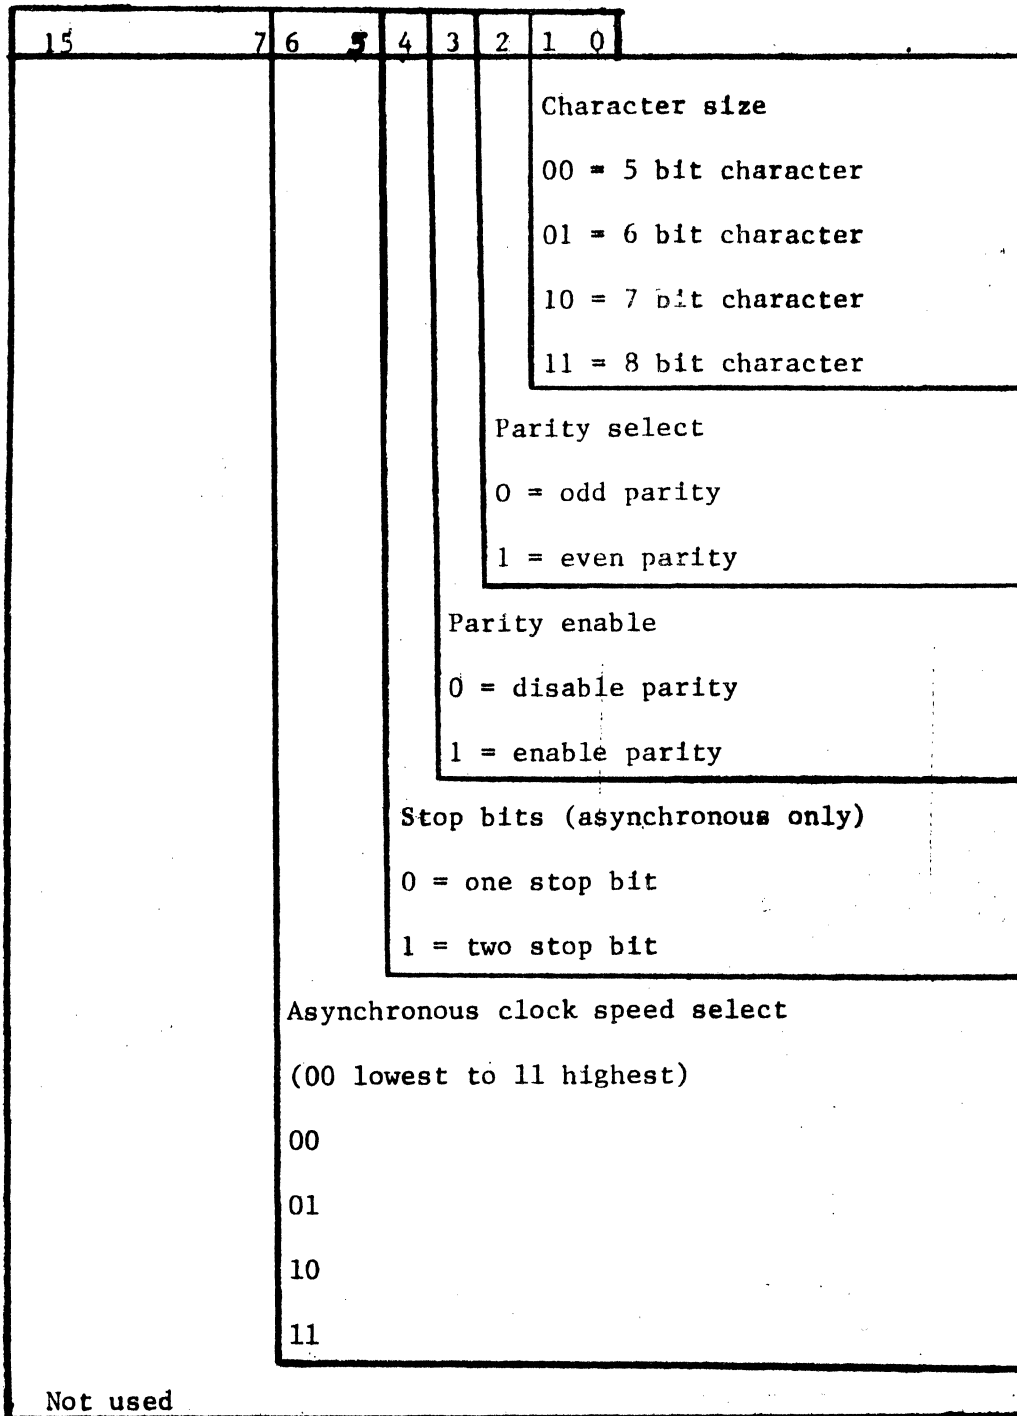 15 7 6 5 4 3 2 1 0
Character size
00 = 5 bit character
01 = 6 bit character
10 = 7 bit character
11 = 8 bit character
Parity select
0 = odd parity
1 = even parity
Parity enable
0 = disable parity
1 = enable parity
Stop bits (asynchronous only)
0 = one stop bit
1 = two stop bit
Asynchronous clock speed select
(00 lowest to 11 highest)
00
01
10
11
Not used